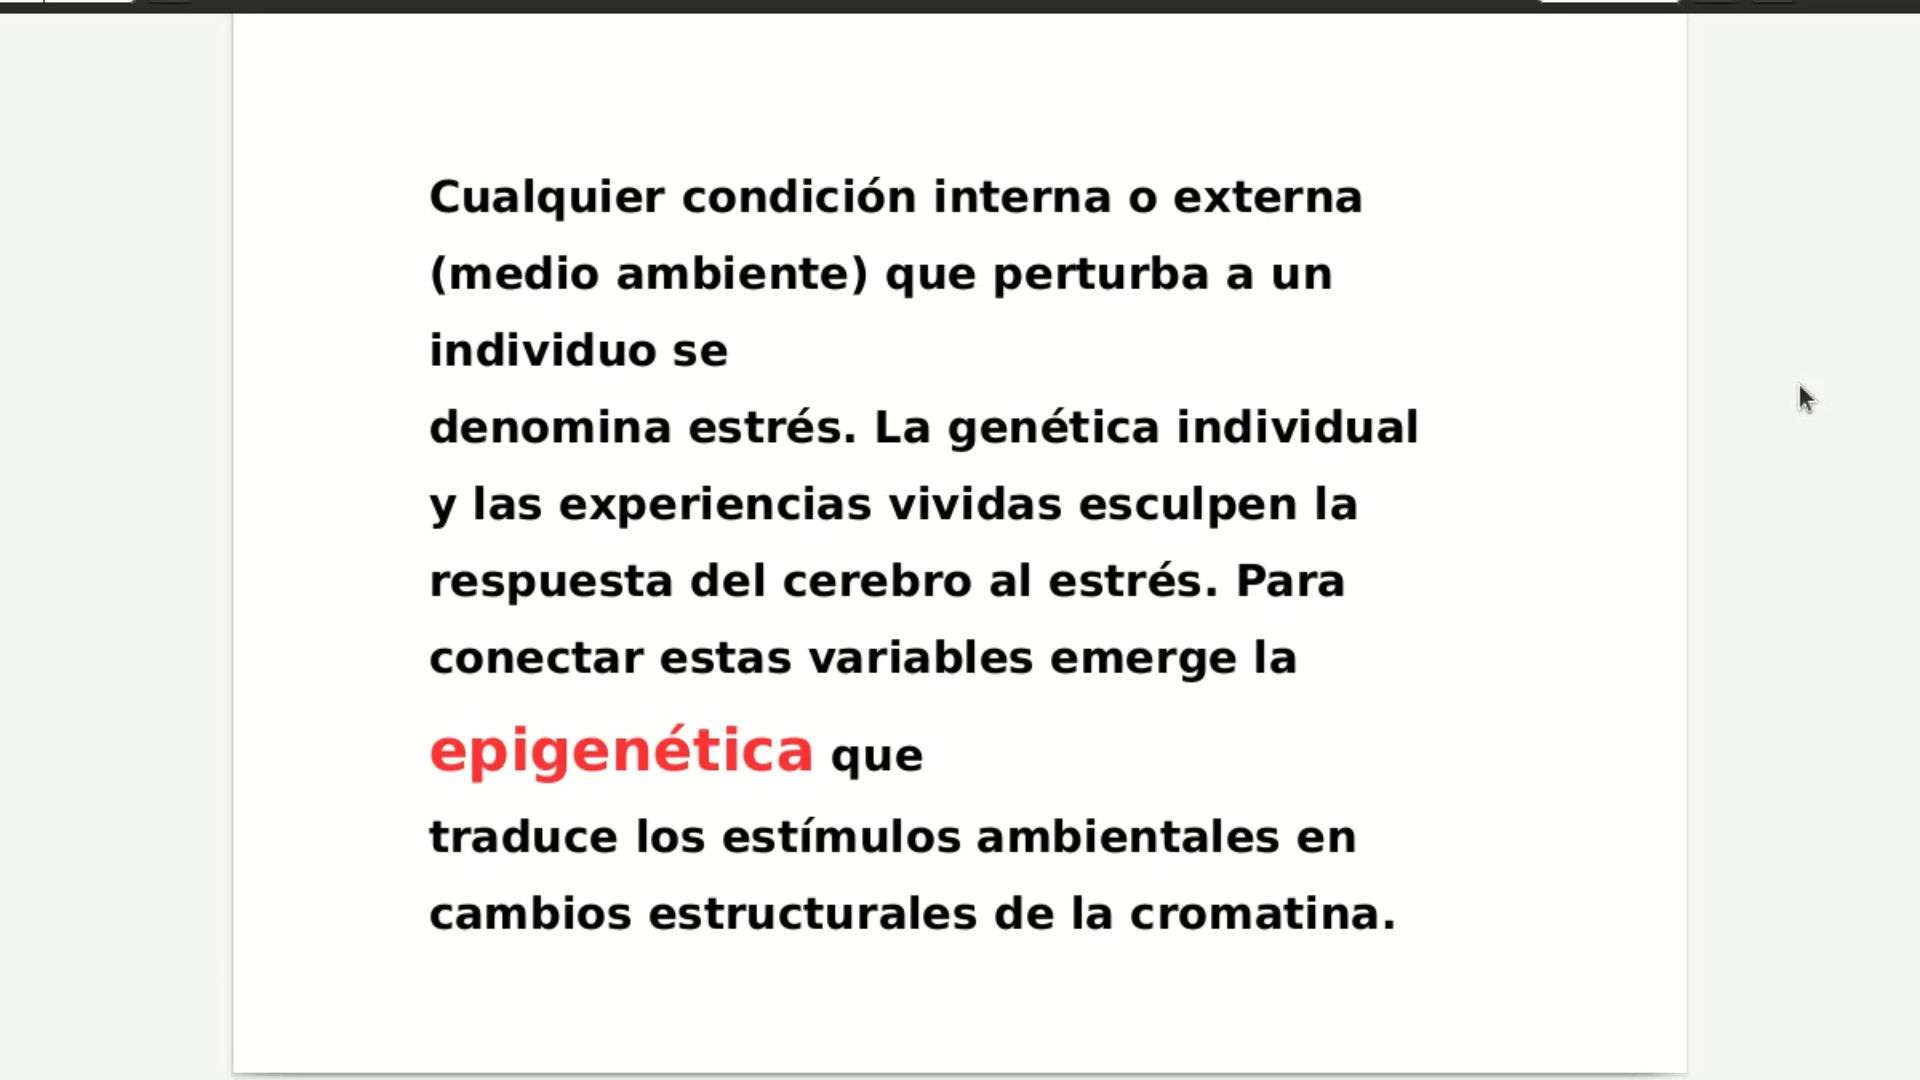 Cualquier condición interna o externa
(medio ambiente) que perturba a un
individuo se
denomina estrés. La genética individual
y las experiencias vividas esculpen la
respuesta del cerebro al estrés. Para
conectar estas variables emerge la
epigenética que
traduce los estímulos ambientales en
cambios estructurales de la cromatina.